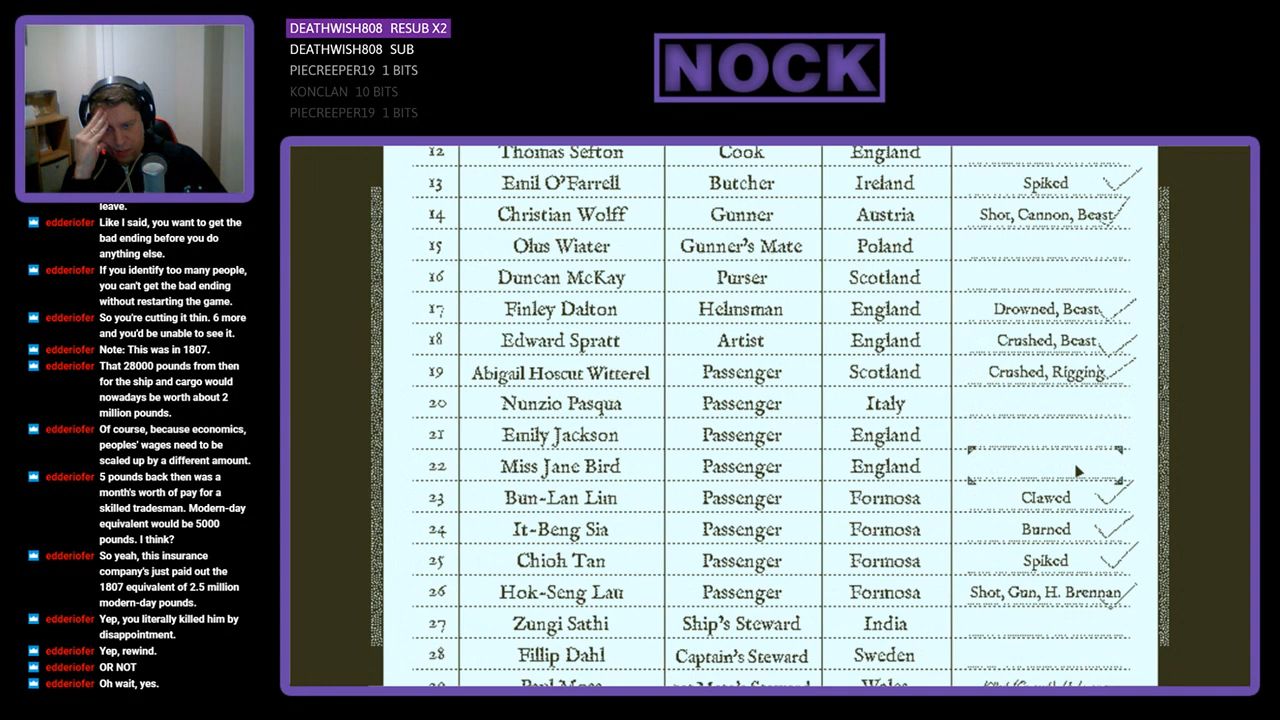 DEATHWISH808 RESUB X2
DEATHWISH808 SUB
PIECREEPER19 1 BITS
KONCLAN 10 BITS
PIECREEPER19 1 BITS
NOCK
leave.
edderiofer Like I said, you want to get the
bad ending before you do
anything else.
edderiofer If you identify too many people,
you can't get the bad ending
without restarting the game.
edderiofer So you're cutting it thin. 6 more
and you'd be unable to see it.
edderiofer Note: This was in 1807.
edderiofer That 28000 pounds from then
for the ship and cargo would
nowadays be worth about 2
million pounds.
edderiofer Of course, because economics,
peoples' wages need to be
scaled up by a different amount.
edderiofer 5 pounds back then was a
month's worth of pay for a
skilled tradesman. Modern-day
equivalent would be 5000
pounds. I think?
edderiofer So yeah, this insurance
company's just paid out the
1807 equivalent of 2.5 million
modern-day pounds.
edderiofer Yep, you literally killed him by
disappointment.
edderiofer Yep, rewind.
edderiofer OR NOT
edderiofer Oh wait, yes.
12 Thomas Sefton Cook England
13 Emil O'Farrell Butcher Ireland Spiked
14 Christian Wolff Gunner Austria Shot, Cannon, Beast
15 Olus Wiater Gunner's Mate Poland
16 Duncan McKay Purser Scotland
17 Finley Dalton Helmsman England Drowned, Beast
18 Edward Spratt Artist England Crushed, Beast
19 Abigail Hoscut Witterel Passenger Scotland Crushed, Rigging
20 Nunzio Pasqua Passenger Italy
21 Emily Jackson Passenger England
22 Miss Jane Bird Passenger England
23 Bun-Lan Lim Passenger Formosa Clawed
24 It-Beng Sia Passenger Formosa Burned
25 Chioh Tan Passenger Formosa Spiked
26 Hok-Seng Lau Passenger Formosa Shot, Gun, H. Brennan
27 Zungi Sathi Ship's Steward India
28 Fillip Dahl Captain's Steward Sweden